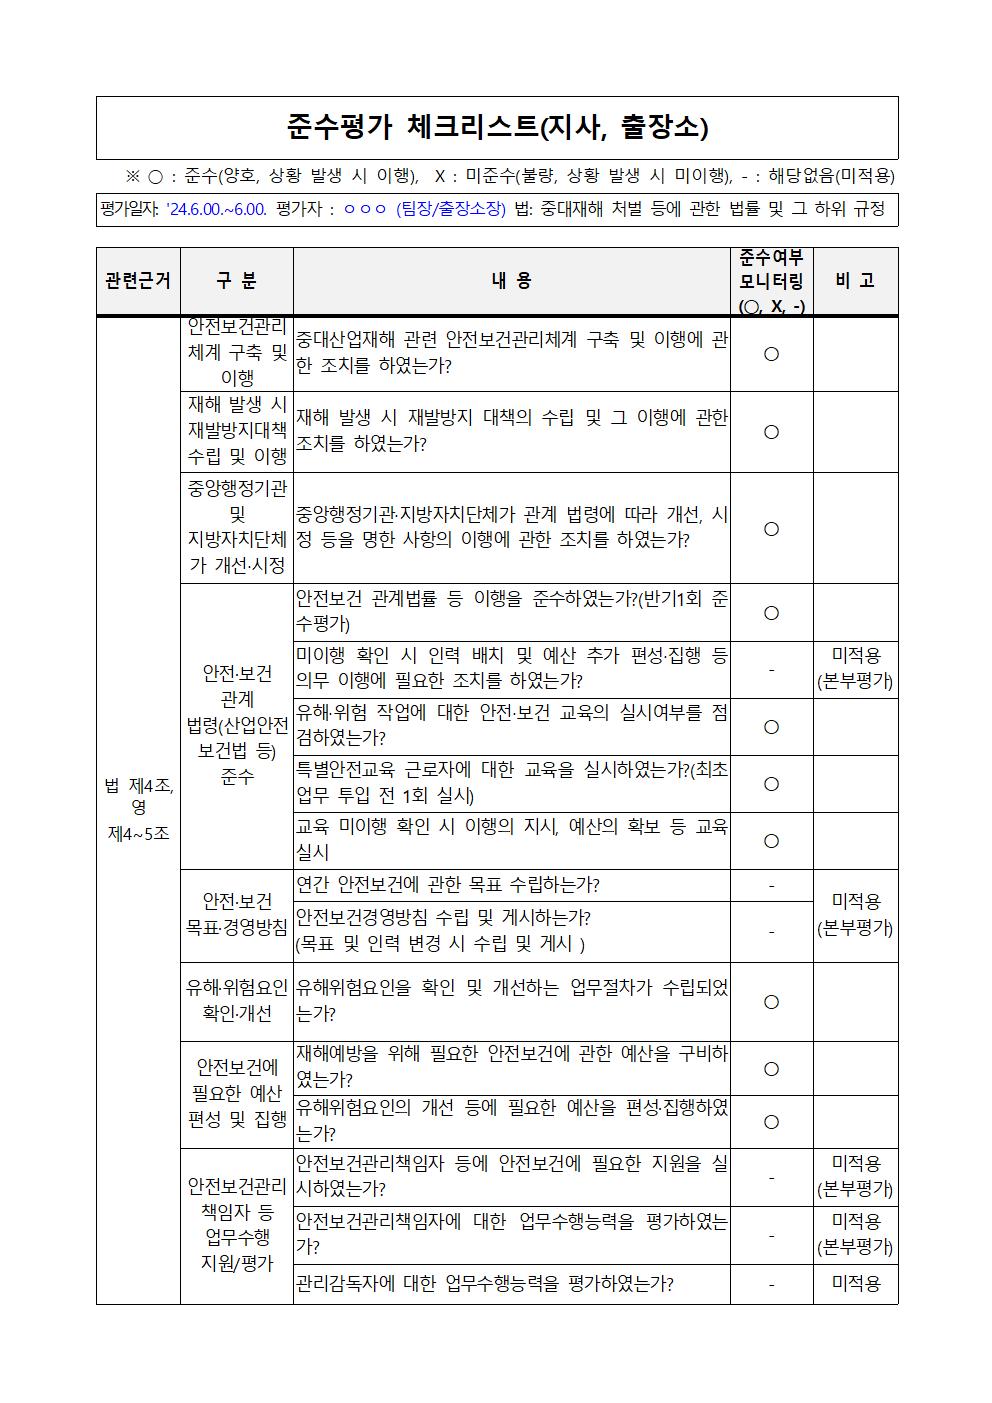 준수평가 체크리스트(지사, 출장소)
※ ○ : 준수(양호, 상황 발생 시 이행), X : 미준수(불량, 상황 발생 시 미이행), - : 해당없음(미적용)
평가일자: '24.6.00.~6.00. 평가자 : ㅇㅇㅇ (팀장/출장소장) 법: 중대재해 처벌 등에 관한 법률 및 그 하위 규정
관련근거
구 분
내 용
준수여부
모니터링
(○, X, -)
비 고
법 제4조,
영
제4~5조
안전보건관리
체계 구축 및
이행
중대산업재해 관련 안전보건관리체계 구축 및 이행에 관
한 조치를 하였는가?
○
재해 발생 시
재발방지대책
수립 및 이행
재해 발생 시 재발방지 대책의 수립 및 그 이행에 관한
조치를 하였는가?
○
중앙행정기관
및
지방자치단체
가 개선·시정
중앙행정기관·지방자치단체가 관계 법령에 따라 개선, 시
정 등을 명한 사항의 이행에 관한 조치를 하였는가?
○
안전·보건
관계
법령(산업안전
보건법 등)
준수
안전보건 관계법률 등 이행을 준수하였는가?(반기1회 준
수평가)
○
미이행 확인 시 인력 배치 및 예산 추가 편성·집행 등
의무 이행에 필요한 조치를 하였는가?
-
미적용
(본부평가)
유해·위험 작업에 대한 안전·보건 교육의 실시여부를 점
검하였는가?
○
특별안전교육 근로자에 대한 교육을 실시하였는가?(최초
업무 투입 전 1회 실시)
○
교육 미이행 확인 시 이행의 지시, 예산의 확보 등 교육
실시
○
안전·보건
목표·경영방침
연간 안전보건에 관한 목표 수립하는가?
-
미적용
(본부평가)
안전보건경영방침 수립 및 게시하는가?
(목표 및 인력 변경 시 수립 및 게시 )
-
유해·위험요인
확인·개선
유해위험요인을 확인 및 개선하는 업무절차가 수립되었
는가?
○
안전보건에
필요한 예산
편성 및 집행
재해예방을 위해 필요한 안전보건에 관한 예산을 구비하
였는가?
○
유해위험요인의 개선 등에 필요한 예산을 편성·집행하였
는가?
○
안전보건관리
책임자 등
업무수행
지원/평가
안전보건관리책임자 등에 안전보건에 필요한 지원을 실
시하였는가?
-
미적용
(본부평가)
안전보건관리책임자에 대한 업무수행능력을 평가하였는
가?
-
미적용
(본부평가)
관리감독자에 대한 업무수행능력을 평가하였는가?
-
미적용